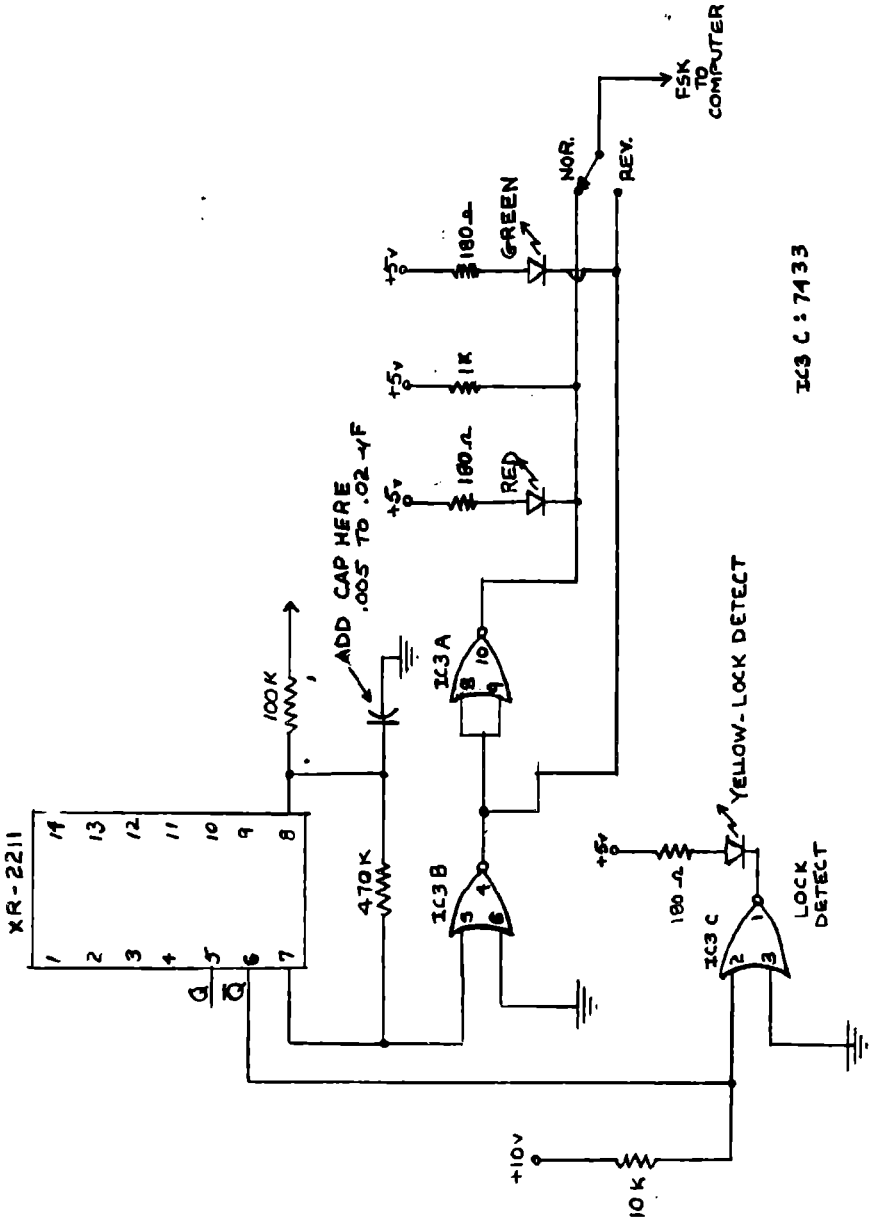 XR-2211
1
2
3
4
5
6
7
14
13
12
11
10
9
8
Q
Q̅
100K
470K
ADD CAP HERE
.005 TO .02 µF
IC3B
5
6
4
IC3A
8
9
10
+5v
180Ω
RED
+5v
1K
+5v
180Ω
GREEN
NOR.
REV.
FSK
TO
COMPUTER
+10v
10K
IC3C
2
3
1
LOCK
DETECT
+5v
180Ω
YELLOW-LOCK DETECT
IC3 C = 7433